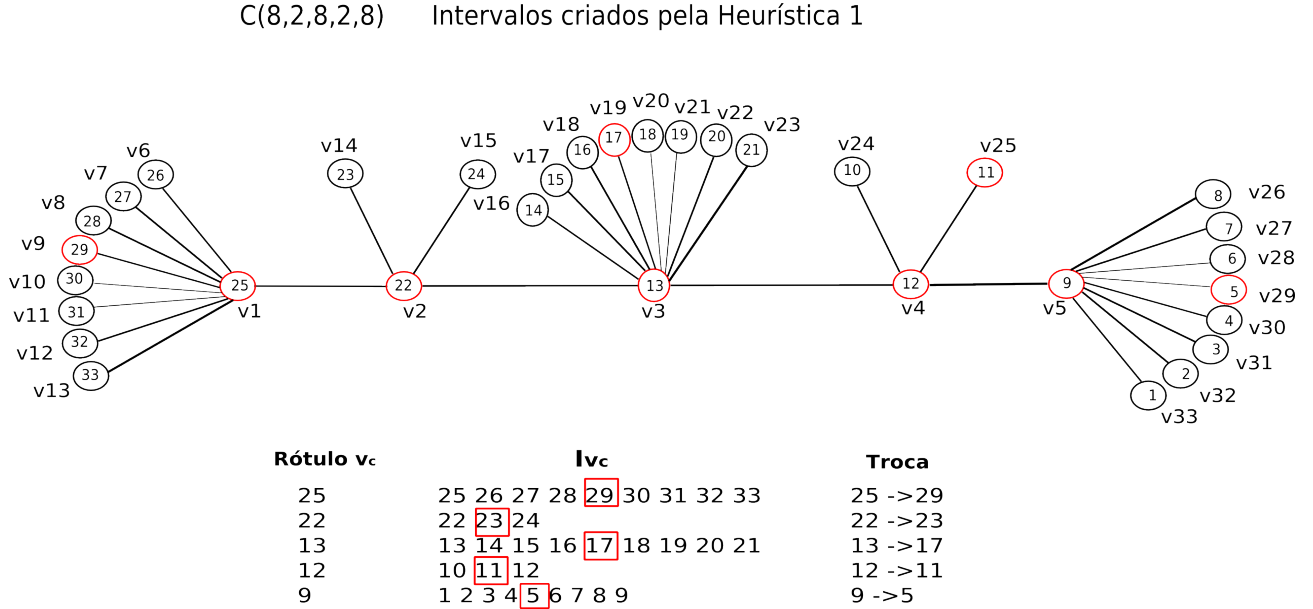 C(8,2,8,2,8) Intervalos criados pela Heurística 1
v20
v19 v21
v22
v18 v23
v6 v14 v15 v17 v24 v25
v7
v8 v16
v9
v10
v11
v12
v13
26 27 28 29 30 31 32 33
23 24
14 15 16 17 18 19 20 21
10 11
8 v26
7 v27
6 v28
5 v29
4 v30
3 v31
2 v32
1 v33
25 22 13 12 9
v1 v2 v3 v4 v5
Rótulo vc Ivc Troca
25 25 26 27 28 29 30 31 32 33 25 ->29
22 22 23 24 22 ->23
13 13 14 15 16 17 18 19 20 21 13 ->17
12 10 11 12 12 ->11
9 1 2 3 4 5 6 7 8 9 9 ->5